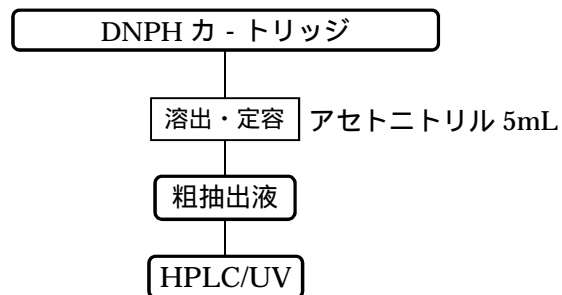 DNPH カ - トリッジ
溶出・定容 アセトニトリル 5mL
粗抽出液
HPLC/UV